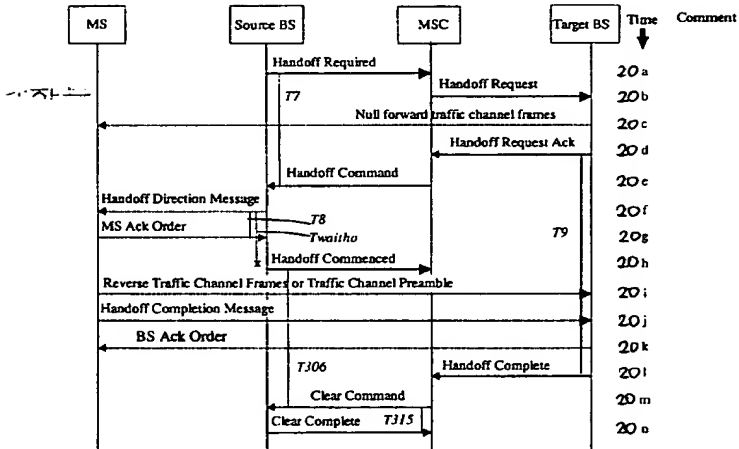 MS Source BS MSC Target BS Time Comment
Handoff Required 20a
Handoff Request 20b
T7
Null forward traffic channel frames 20c
Handoff Request Ack 20d
Handoff Command 20e
Handoff Direction Message 20f
T8
MS Ack Order 20g
Twaitho
T9
Handoff Commenced 20h
Reverse Traffic Channel Frames or Traffic Channel Preamble 20i
Handoff Completion Message 20j
BS Ack Order 20k
T306
Handoff Complete 20l
Clear Command 20m
Clear Complete T315 20n